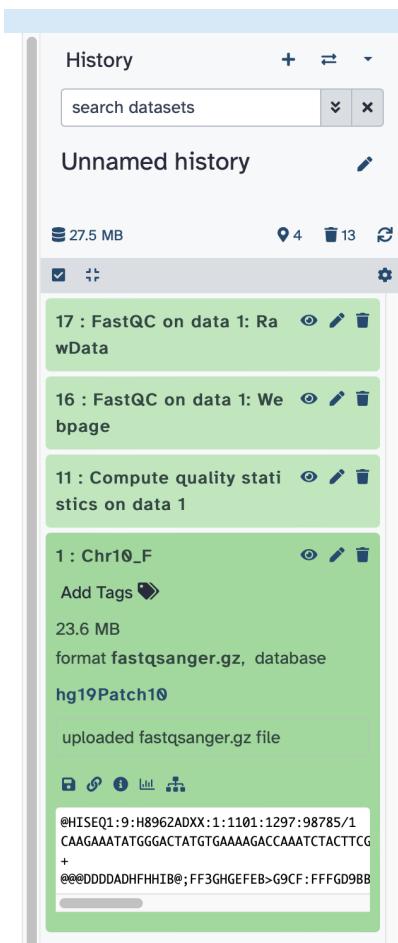 History
search datasets
Unnamed history
27.5 MB 4 13
17 : FastQC on data 1: Ra
wData
16 : FastQC on data 1: We
bpage
11 : Compute quality stati
stics on data 1
1 : Chr10_F
Add Tags
23.6 MB
format fastqsanger.gz, database
hg19Patch10
uploaded fastqsanger.gz file
@HISEQ1:9:H8962ADXX:1:1101:1297:98785/1
CAAGAAATATGGGACTATGTGAAAAGACCAAATCTACTTCG
+
@@@DDDDADHFHHIB@;FF3GHGEFEB>G9CF:FFFGD9BB